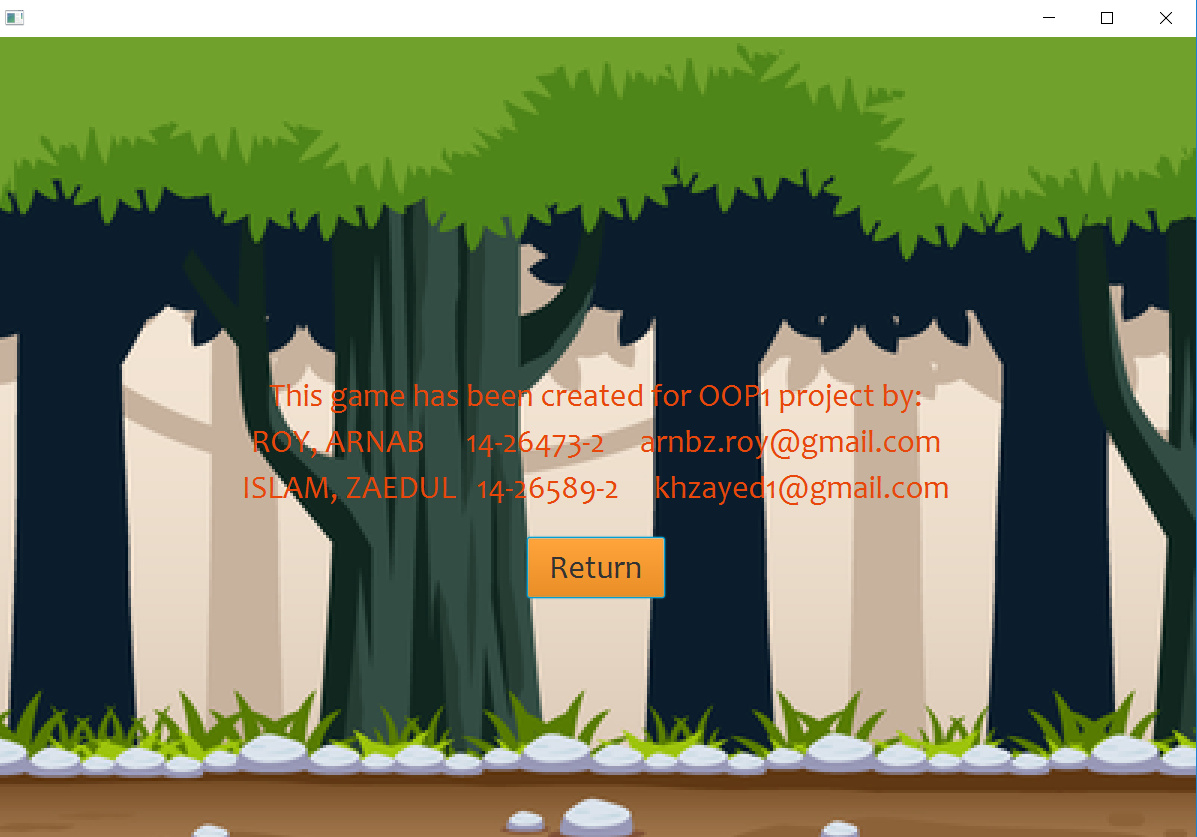 This game has been created for OOP1 project by:
ROY, ARNAB 14-26473-2 arnbz.roy@gmail.com
ISLAM, ZAEDUL 14-26589-2 khzayed1@gmail.com
Return